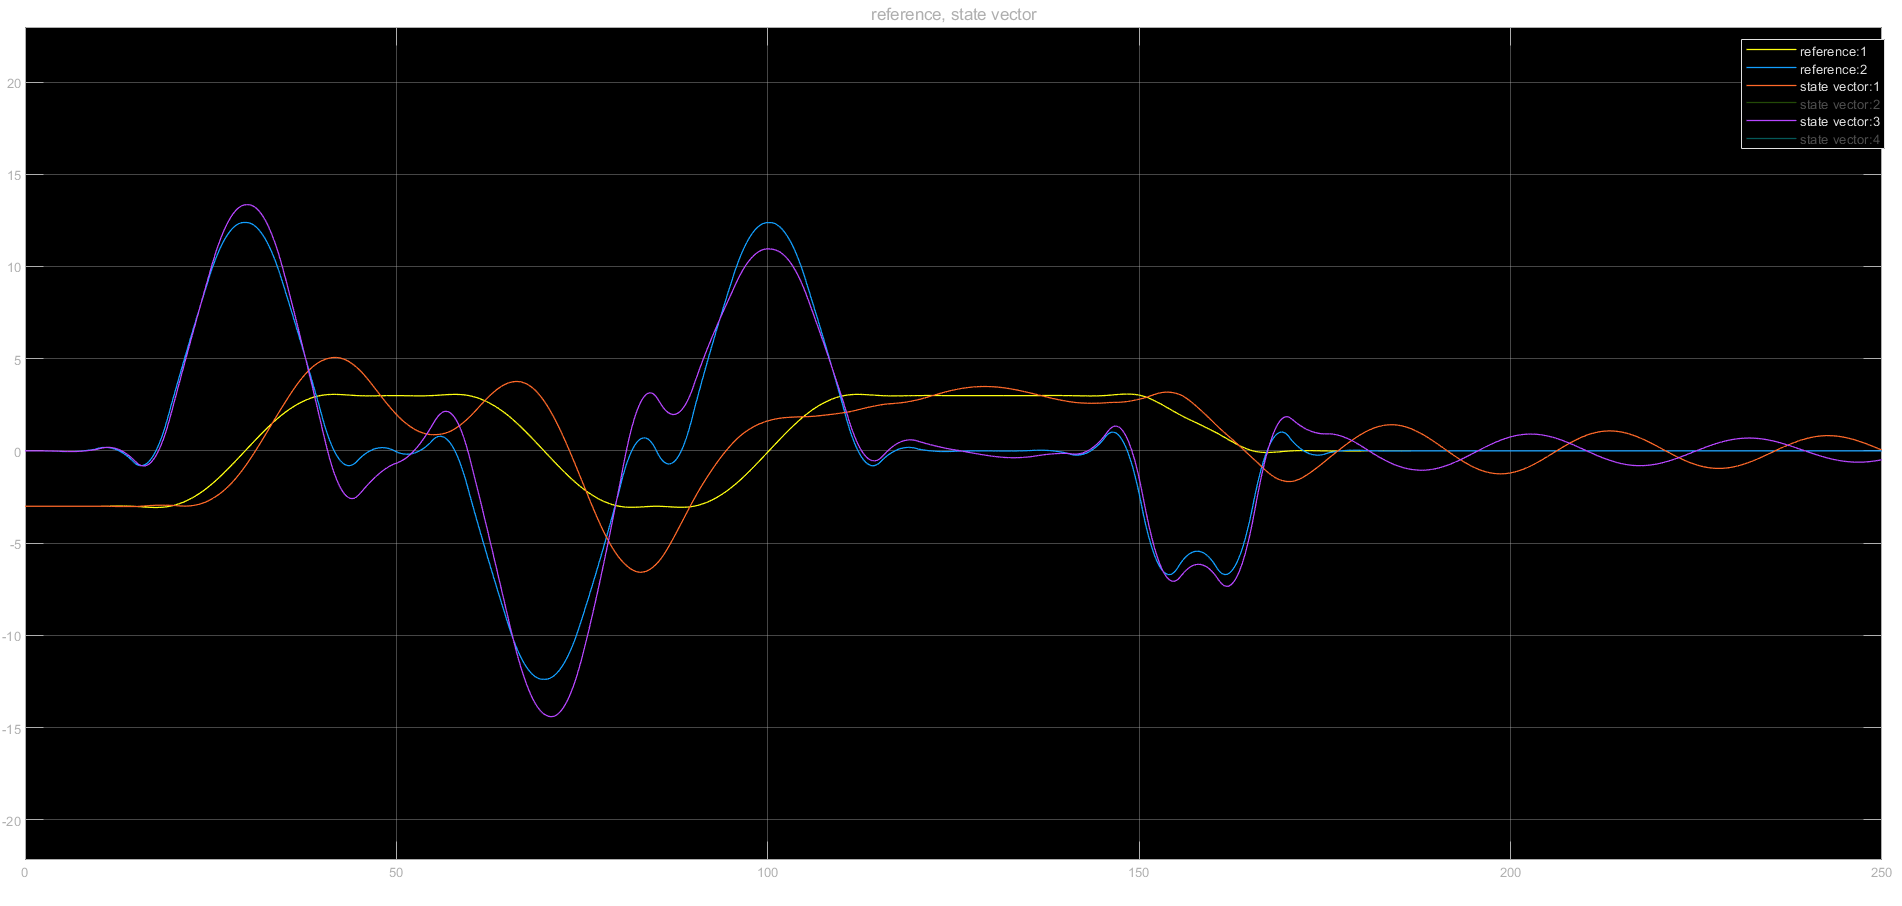 reference, state vector
reference:1
reference:2
state vector:1
state vector:2
state vector:3
state vector:4
20
15
10
5
0
-5
-10
-15
-20
0 50 100 150 200 250